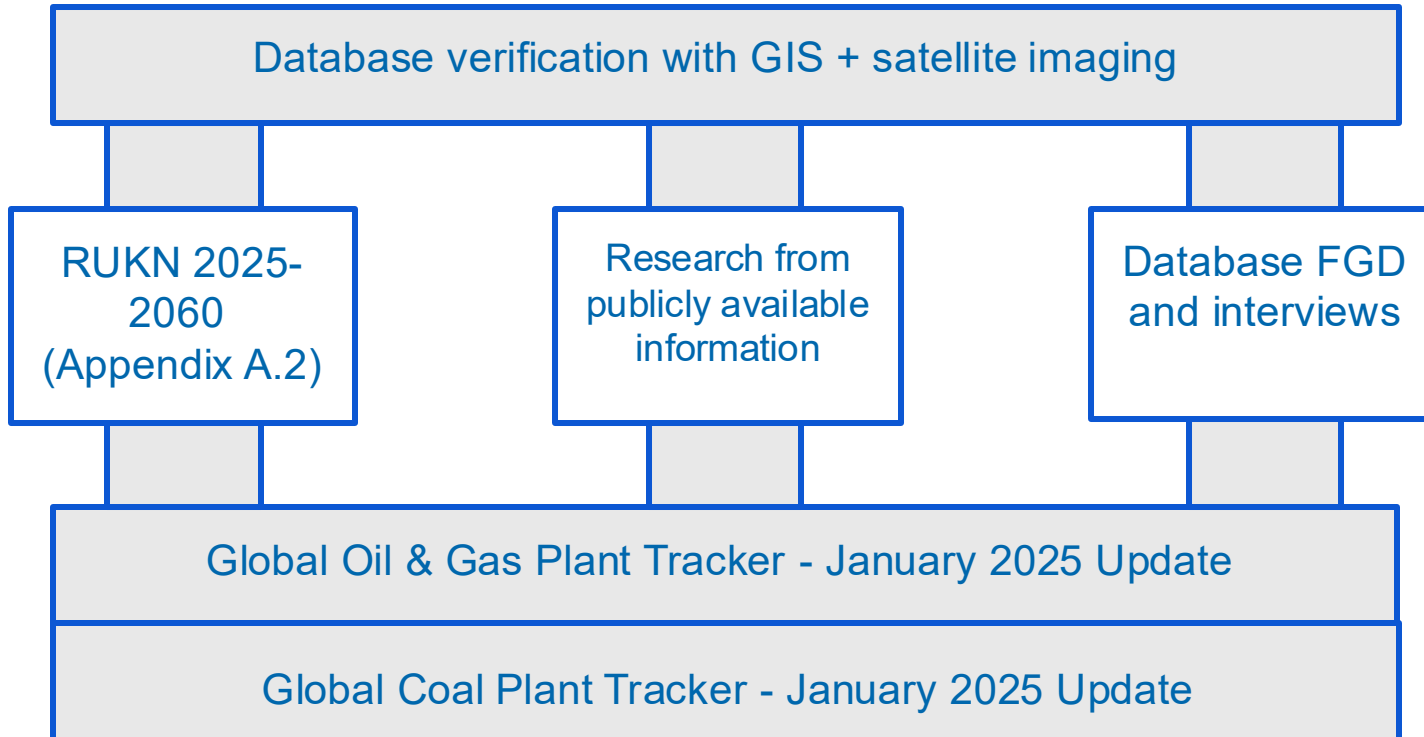 Database verification with GIS + satellite imaging
RUKN 2025-
2060
(Appendix A.2)
Research from
publicly available
information
Database FGD
and interviews
Global Oil & Gas Plant Tracker - January 2025 Update
Global Coal Plant Tracker - January 2025 Update